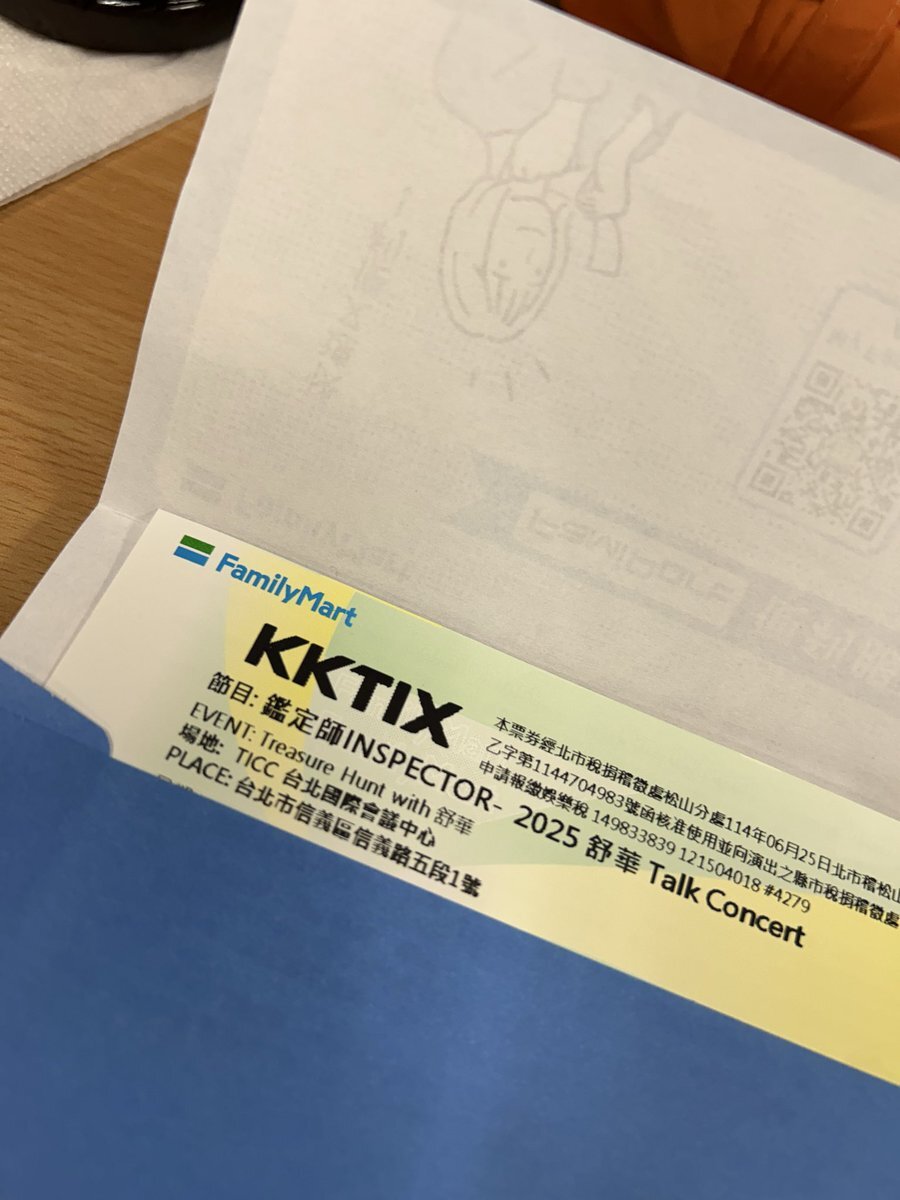 FamilyMart
KKTIX
節目: 鑑定師INSPECTOR- 2025 舒華 Talk Concert
EVENT: Treasure Hunt with 舒華
場地: TICC 台北國際會議中心
PLACE: 台北市信義區信義路五段1號
本票券經北市稅捐稽徵處松山分處114年06月25日北市稽松山
乙字第1144704983號函核准使用並向演出之縣市稅捐稽徵處
申請報繳娛樂稅 149833839 121504018 #4279